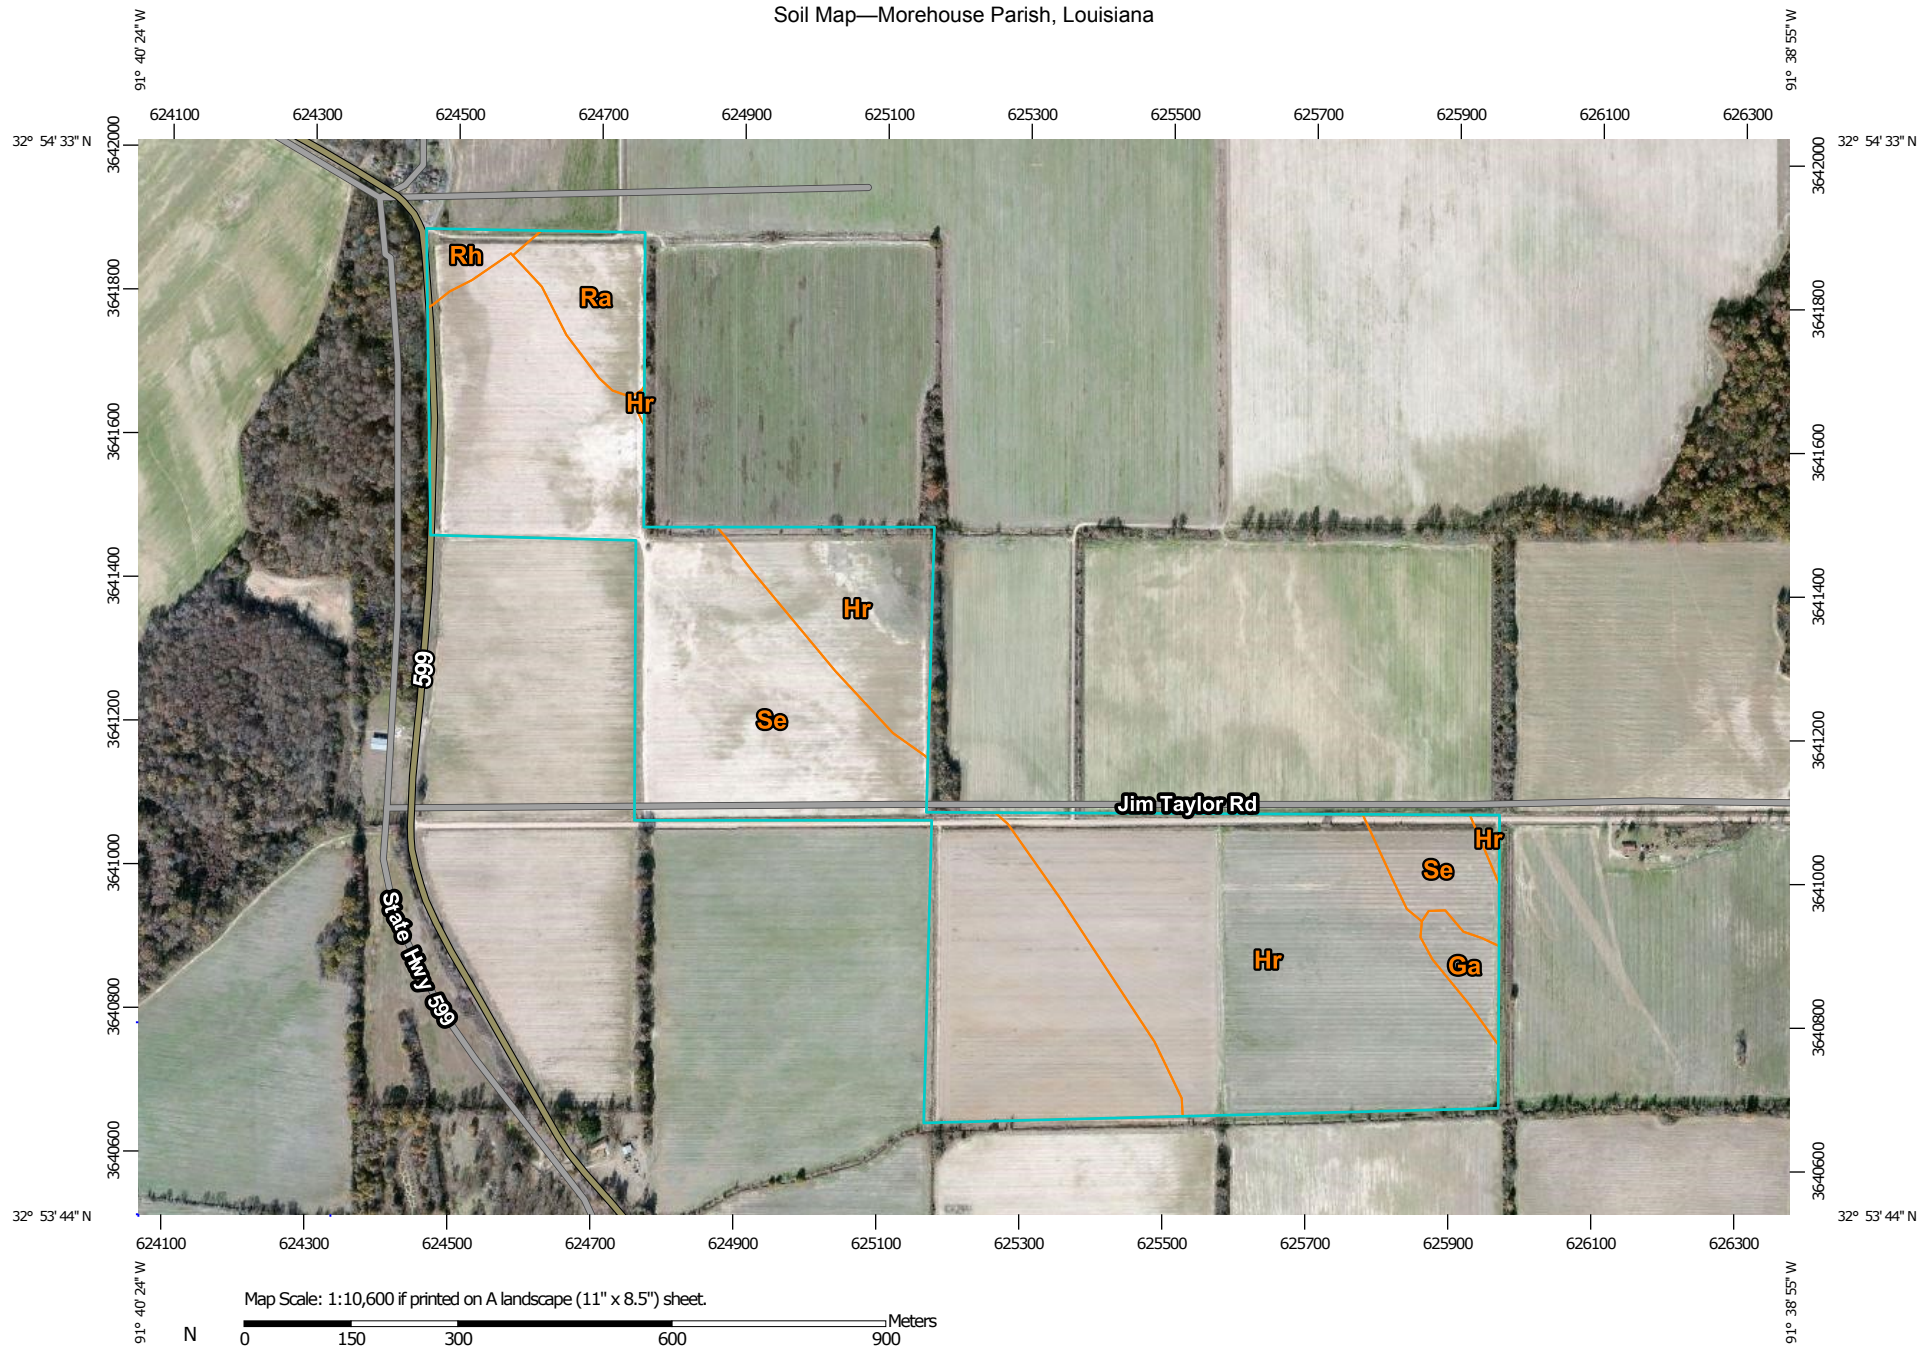 Soil Map—Morehouse Parish, Louisiana
91° 40' 24'' W
91° 38' 55'' W
624100 624300 624500 624700 624900 625100 625300 625500 625700 625900 626100 626300
32° 54' 33'' N
32° 54' 33'' N
3642000
3642000
Rh
Ra
3641800
3641800
Hr
3641600
3641600
3641400
3641400
Hr
599
Se
3641200
3641200
Jim Taylor Rd
Hr
Se
3641000
3641000
State Hwy 599
Hr
Ga
3640800
3640800
3640600
3640600
32° 53' 44'' N
32° 53' 44'' N
624100 624300 624500 624700 624900 625100 625300 625500 625700 625900 626100 626300
91° 40' 24'' W
91° 38' 55'' W
Map Scale: 1:10,600 if printed on A landscape (11" x 8.5") sheet.
Meters
N
0 150 300 600 900